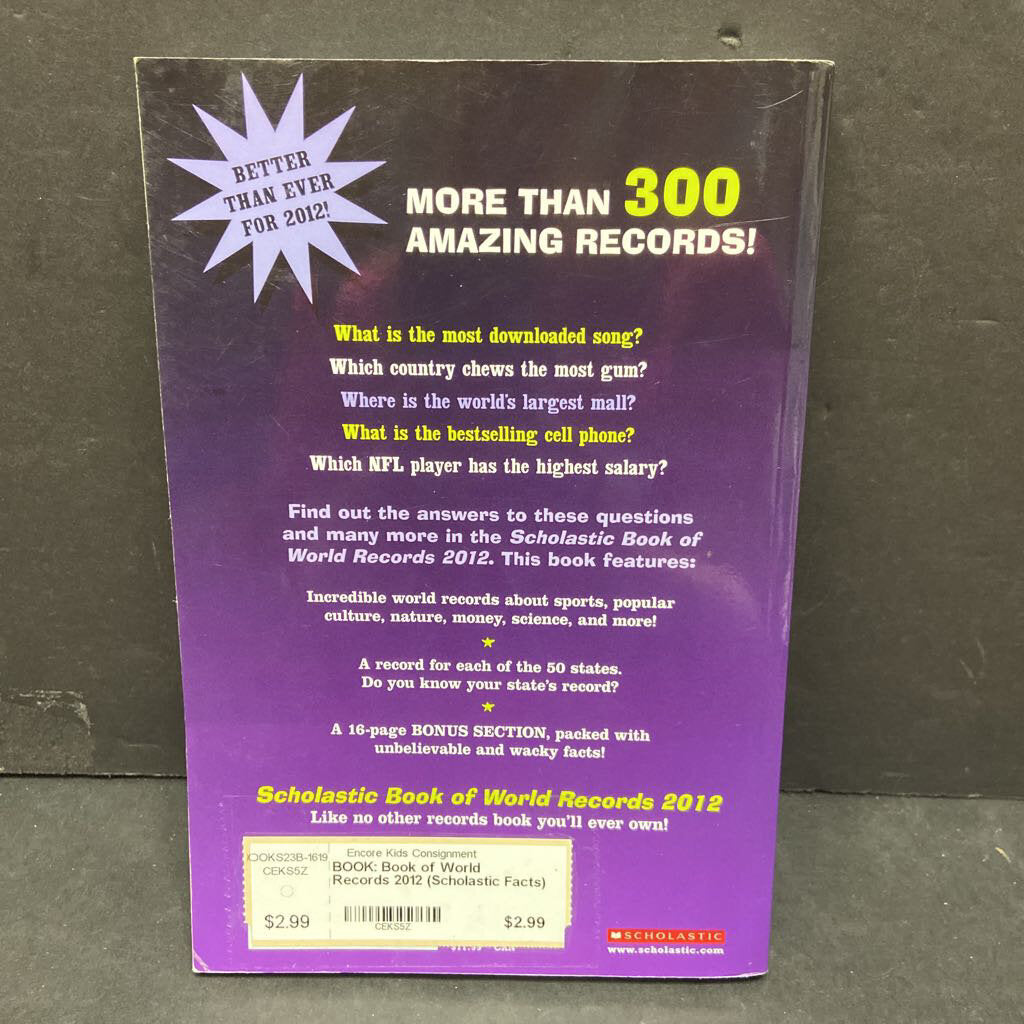 BETTER
THAN EVER
FOR 2012!
MORE THAN 300
AMAZING RECORDS!
What is the most downloaded song?
Which country chews the most gum?
Where is the world's largest mall?
What is the bestselling cell phone?
Which NFL player has the highest salary?
Find out the answers to these questions
and many more in the Scholastic Book of
World Records 2012. This book features:
Incredible world records about sports, popular
culture, nature, money, science, and more!
A record for each of the 50 states.
Do you know your state's record?
A 16-page BONUS SECTION, packed with
unbelievable and wacky facts!
Scholastic Book of World Records 2012
Like no other records book you'll ever own!
OOKS23B-1619
CEKS5Z
$2.99
Encore Kids Consignment
BOOK: Book of World
Records 2012 (Scholastic Facts)
CEKS5Z
$2.99
SCHOLASTIC
www.scholastic.com